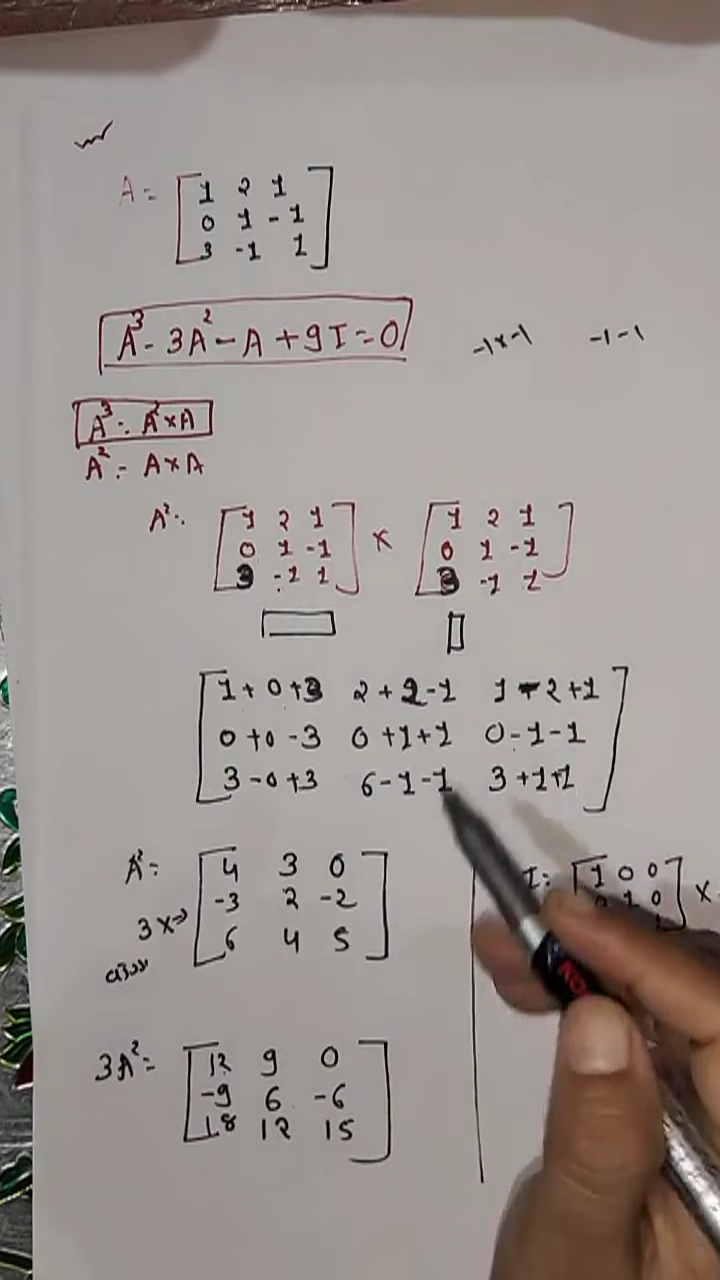 A = [ 1 2 1
0 1 -1
3 -1 1 ]
A³ - 3A² - A + 9I = 0
-1 × -1
-1 - 1
A³ = A² × A
A² = A × A
A² = [ 1 2 1 ] × [ 1 2 1 ]
0 1 -1 0 1 -1
3 -1 1 3 -1 1
[ 1 + 0 + 3 2 + 2 - 1 1 - 2 + 1 ]
0 + 0 - 3 0 + 1 + 1 0 - 1 - 1
3 - 0 + 3 6 - 1 - 1 3 + 1 + 1
A² = [ 4 3 0
3 × -3 2 -2
6 4 5 ]
I = [ 1 0 0 ] ×
0 1 0
3A² = [ 12 9 0
-9 6 -6
18 12 15 ]